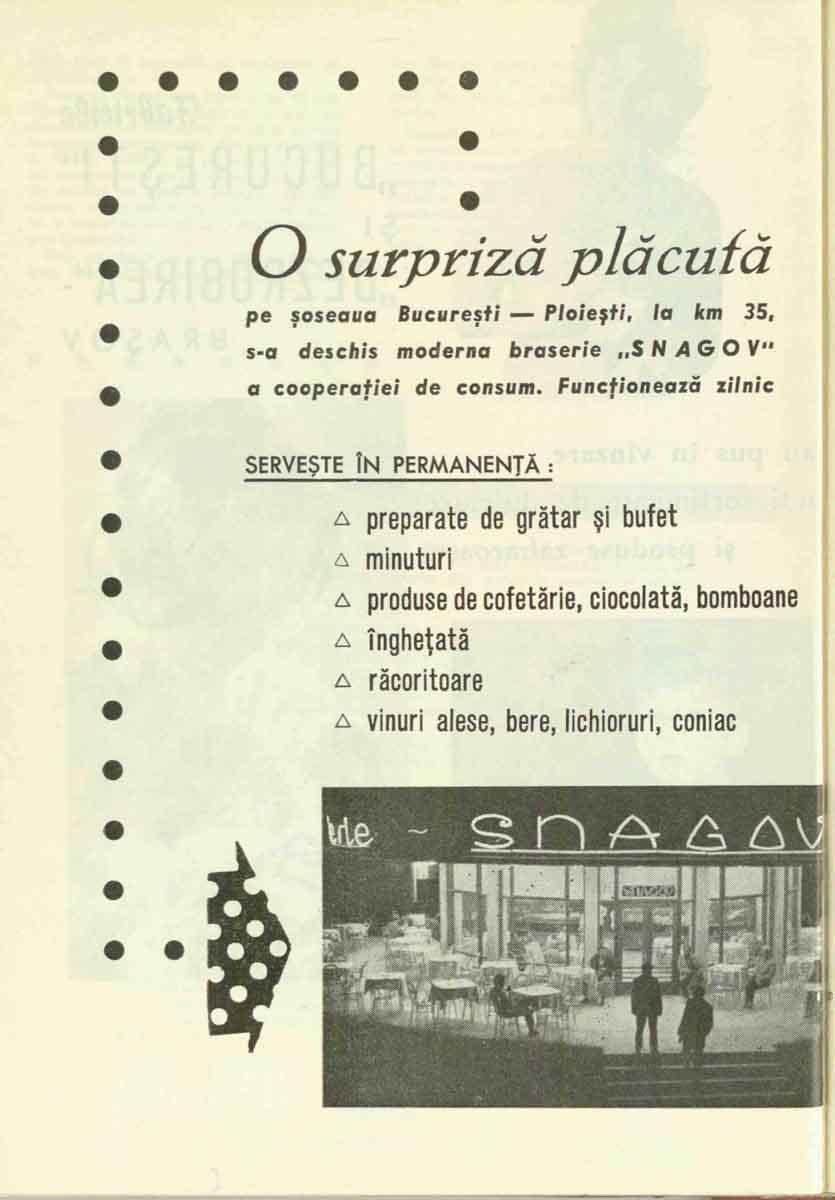 O surpriză plăcută
pe șoseaua București — Ploiești, la km 35,
s-a deschis moderna braserie „SNAGOV"
a cooperației de consum. Funcționează zilnic
SERVEȘTE ÎN PERMANENȚĂ :
△ preparate de grătar și bufet
△ minuturi
△ produse de cofetărie, ciocolată, bomboane
△ înghețată
△ răcoritoare
△ vinuri alese, bere, lichioruri, coniac
SNAGOV
SNAGOV